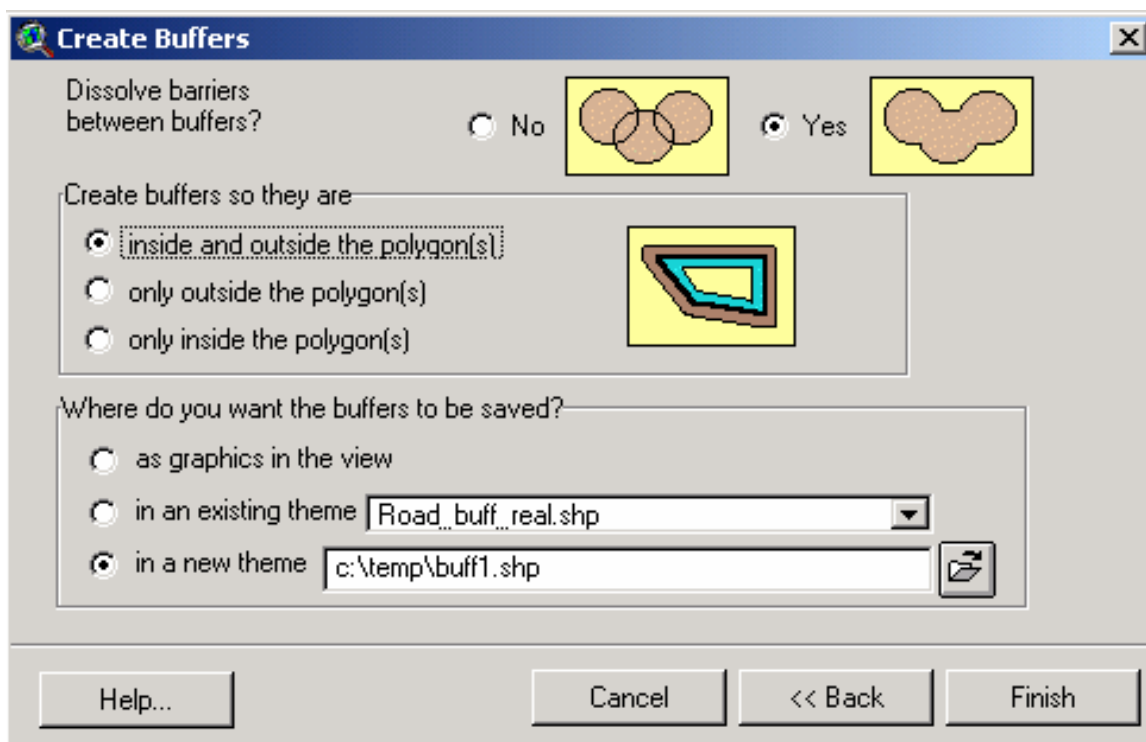 Create Buffers
Dissolve barriers
between buffers?
No
Yes
Create buffers so they are
inside and outside the polygon(s)
only outside the polygon(s)
only inside the polygon(s)
Where do you want the buffers to be saved?
as graphics in the view
in an existing theme Road_buff_real.shp
in a new theme c:\temp\buff1.shp
Help... Cancel << Back Finish